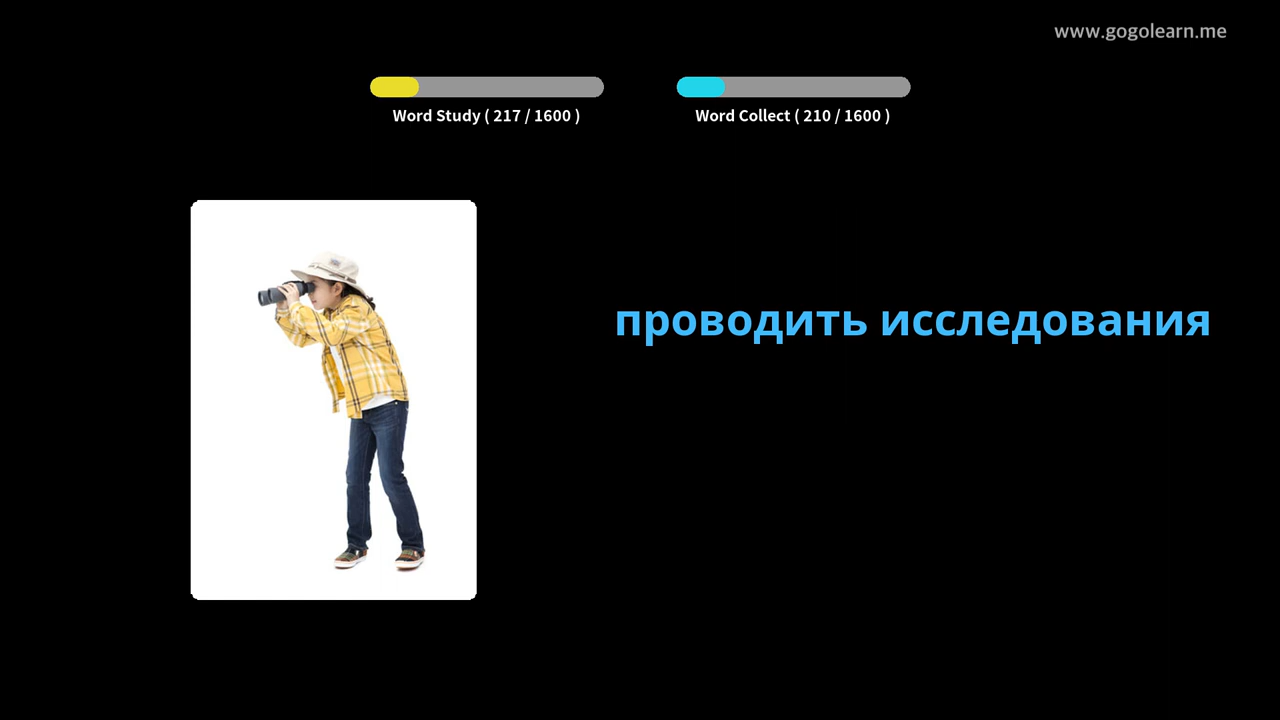 www.gogolearn.me
Word Study ( 217 / 1600 )
Word Collect ( 210 / 1600 )
проводить исследования